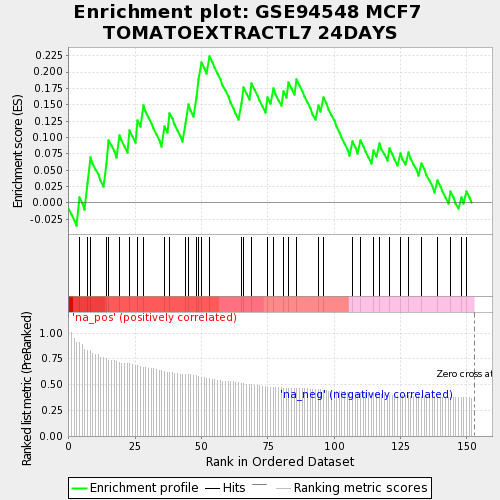 Enrichment plot: GSE94548 MCF7
TOMATOEXTRACTL7 24DAYS
Enrichment score (ES)
0.225
0.200
0.175
0.150
0.125
0.100
0.075
0.050
0.025
0.000
-0.025
'na_pos' (positively correlated)
Ranked list metric (PreRanked)
1.00
0.75
0.50
0.25
0.00
Zero cross at
'na_neg' (negatively correlated)
0
25
50
75
100
125
150
Rank in Ordered Dataset
Enrichment profile
Hits
Ranking metric scores